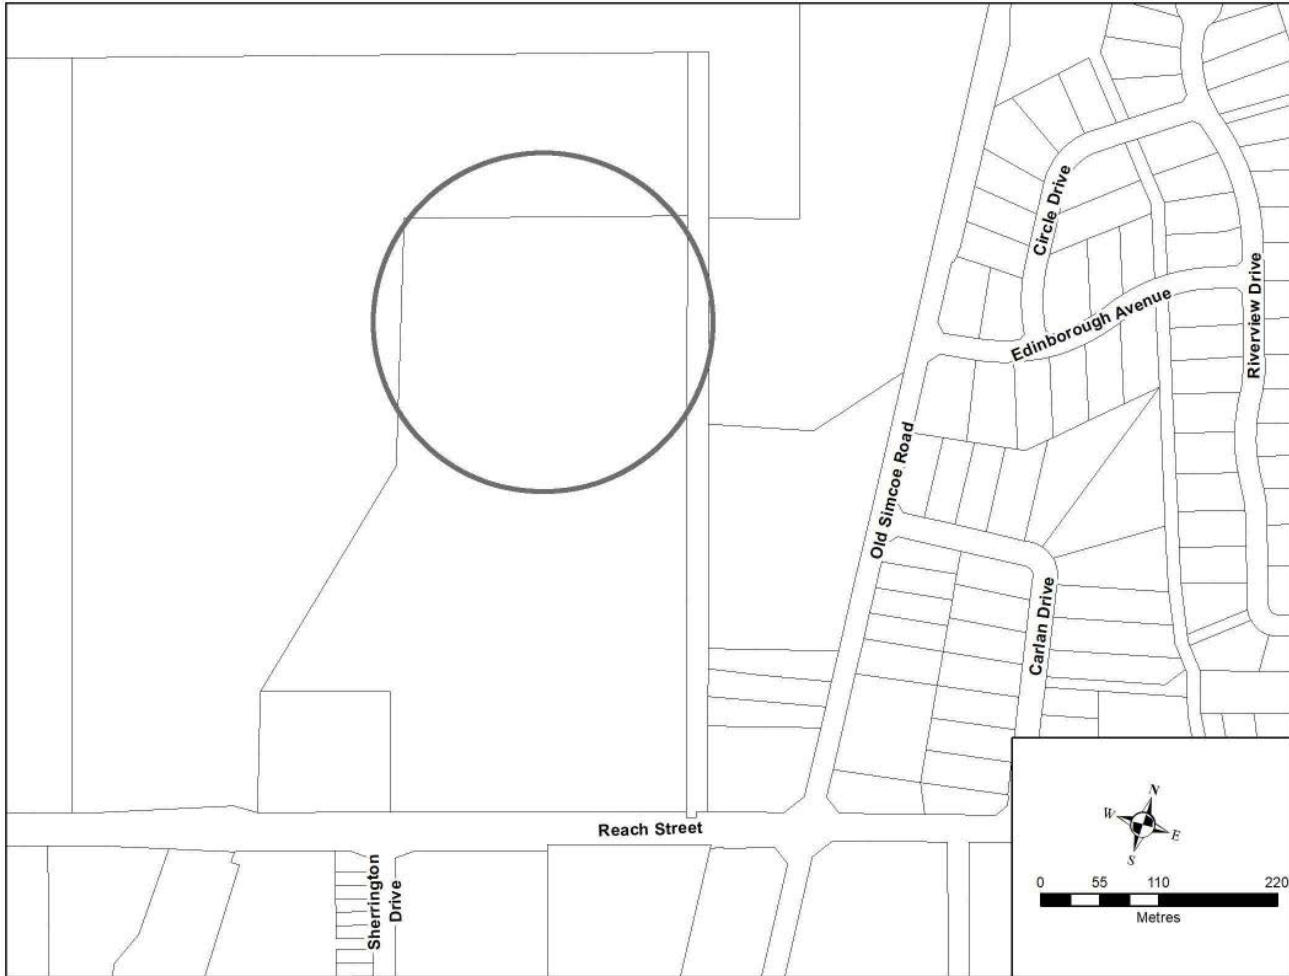 Circle Drive
Edinborough Avenue
Riverview Drive
Old Simcoe Road
Carlan Drive
Reach Street
Sherrington
Drive
N
W
E
S
0 55 110 220
Metres